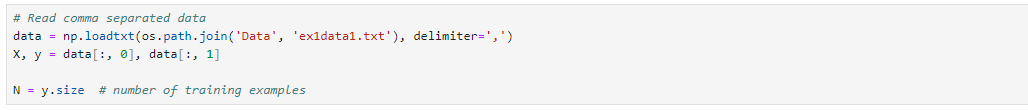 # Read comma separated data
data = np.loadtxt(os.path.join('Data', 'ex1data1.txt'), delimiter=',')
X, y = data[:, 0], data[:, 1]
N = y.size  # number of training examples